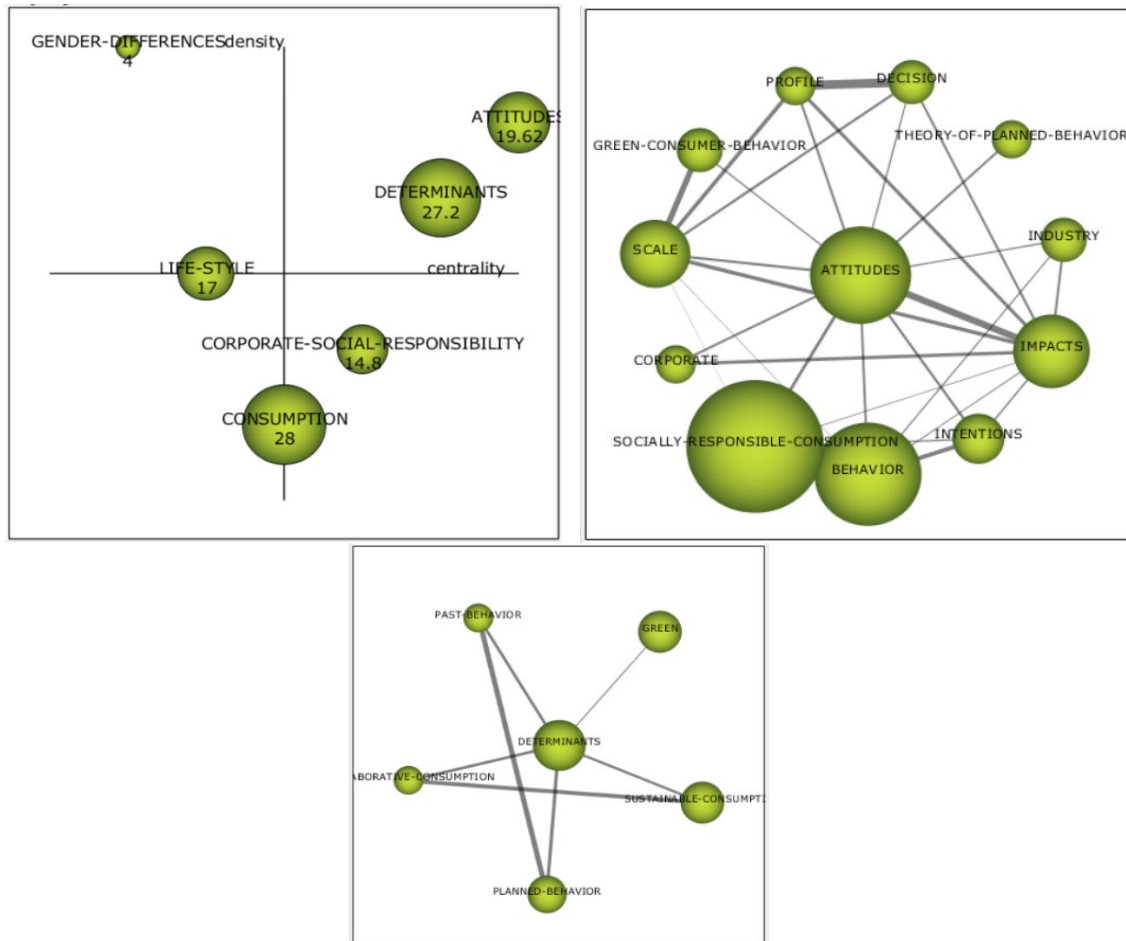 GENDER-DIFFERENCES
density
4
ATTITUDES
19.62
DETERMINANTS
27.2
LIFE-STYLE
17
centrality
CORPORATE-SOCIAL-RESPONSIBILITY
14.8
CONSUMPTION
28
PROFILE
DECISION
THEORY-OF-PLANNED-BEHAVIOR
GREEN-CONSUMER-BEHAVIOR
INDUSTRY
SCALE
ATTITUDES
IMPACTS
CORPORATE
INTENTIONS
SOCIALLY-RESPONSIBLE-CONSUMPTION
BEHAVIOR
PAST-BEHAVIOR
GREEN
DETERMINANTS
ABORATIVE-CONSUMPTION
SUSTAINABLE-CONSUMPTI
PLANNED-BEHAVIOR